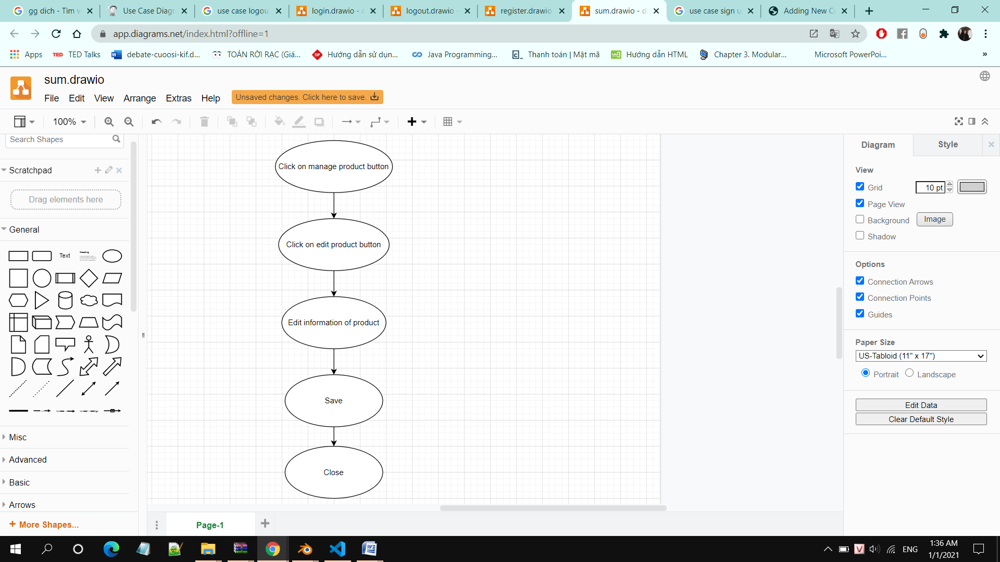 gg dich - Tìm v
Use Case Diagr
use case logou
login.drawio - d
logout.drawio -
register.drawio
sum.drawio - d
use case sign u
Adding New Co
app.diagrams.net/index.html?offline=1
Apps
TED TED Talks
debate-cuoosi-kif.d...
TOÁN RỜI RẠC (Giá...
Hướng dẫn sử dụn...
Java Programming...
Thanh toán | Mật mã
Hướng dẫn HTML
Chapter 3. Modular...
Microsoft PowerPoi...
»
sum.drawio
File Edit View Arrange Extras Help
Unsaved changes. Click here to save.
100%
Search Shapes
Scratchpad
Drag elements here
General
Text
Heading
Misc
Advanced
Basic
Arrows
+ More Shapes...
Click on manage product button
Click on edit product button
Edit information of product
Save
Close
Page-1
Diagram
Style
View
Grid
10 pt
Page View
Background
Image
Shadow
Options
Connection Arrows
Connection Points
Guides
Paper Size
US-Tabloid (11" x 17")
Portrait
Landscape
Edit Data
Clear Default Style
ENG
1:36 AM
1/1/2021